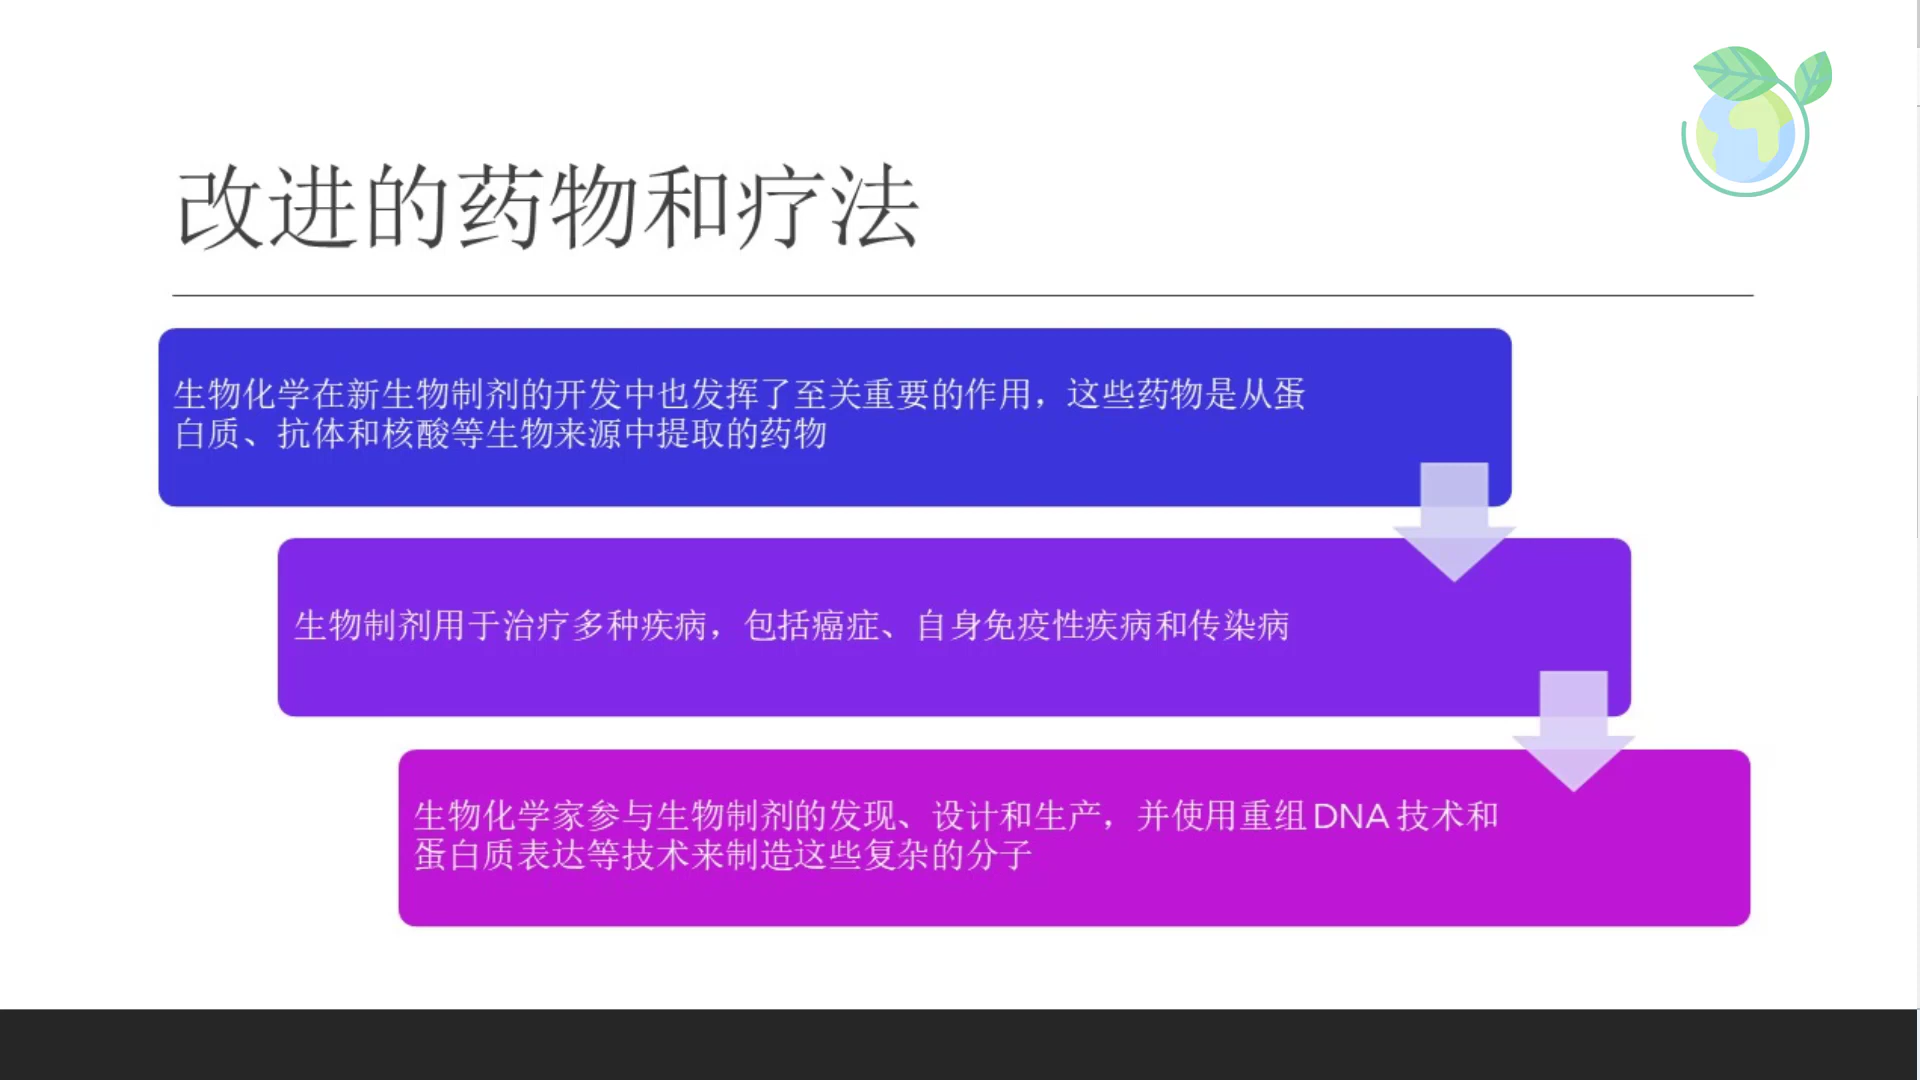 改进的药物和疗法
生物化学在新生物制剂的开发中也发挥了至关重要的作用，这些药物是从蛋
白质、抗体和核酸等生物来源中提取的药物
生物制剂用于治疗多种疾病，包括癌症、自身免疫性疾病和传染病
生物化学家参与生物制剂的发现、设计和生产，并使用重组 DNA 技术和
蛋白质表达等技术来制造这些复杂的分子